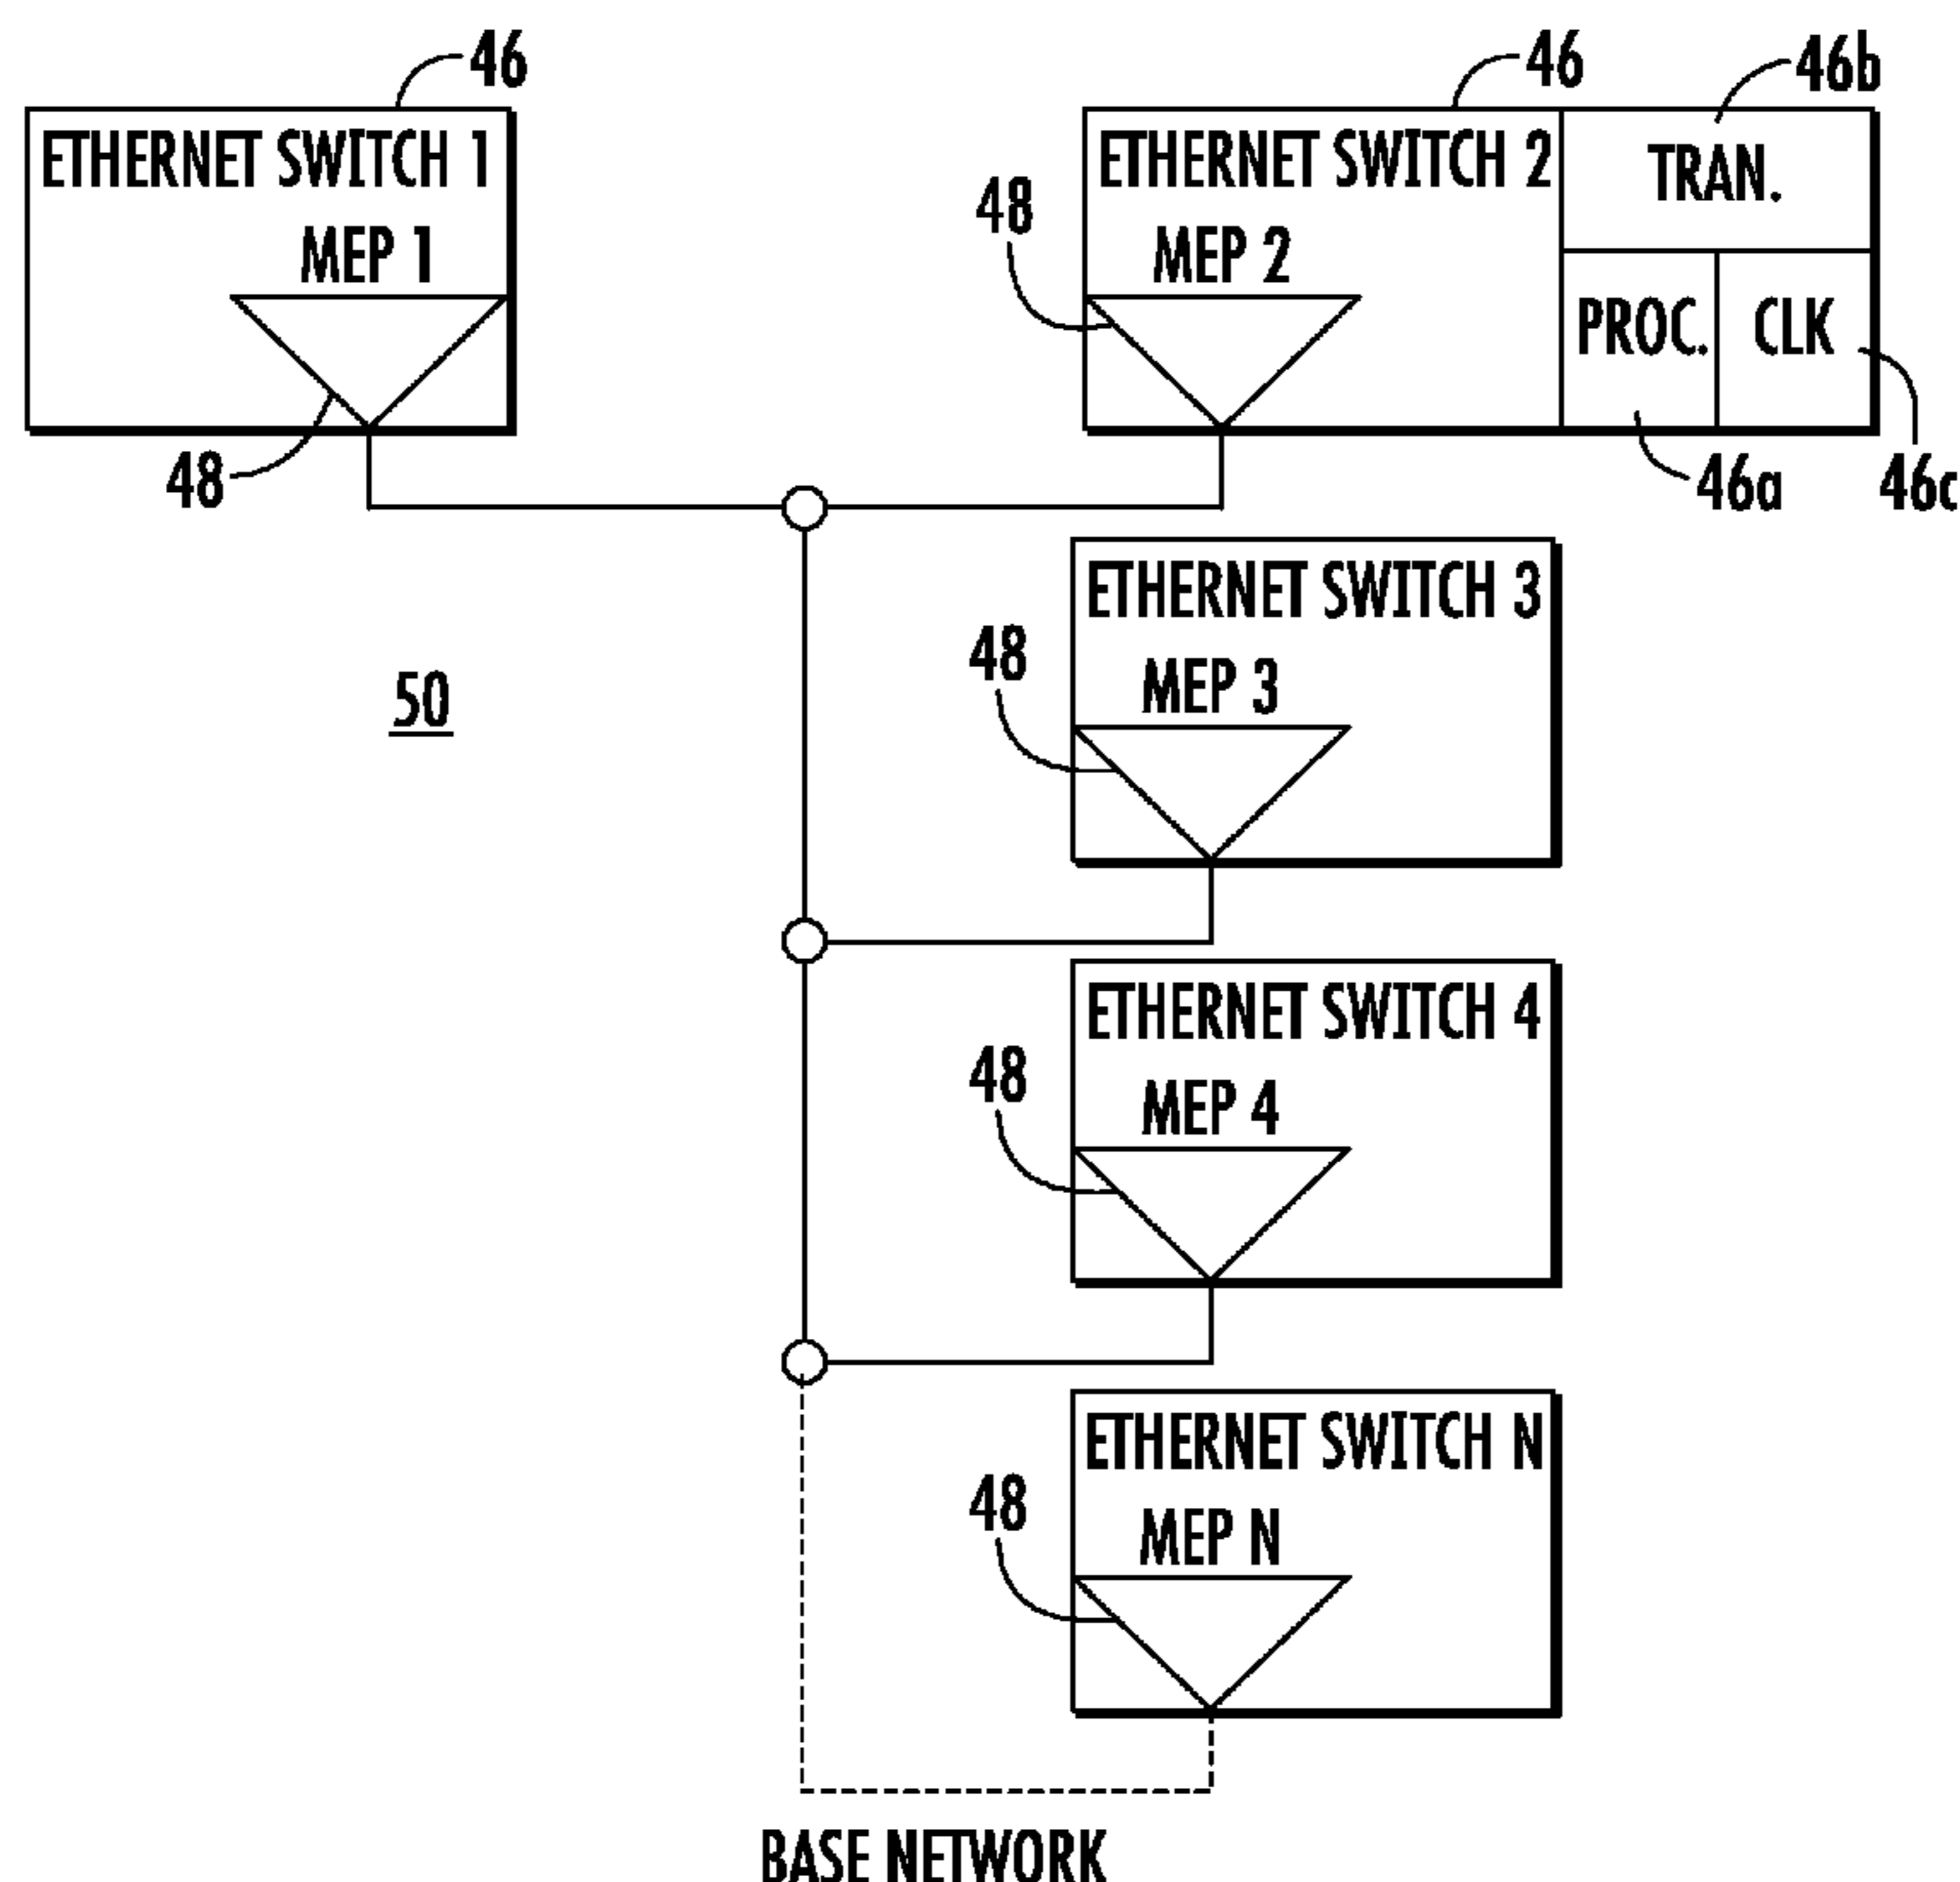 46
46
46b
ETHERNET SWITCH 1
MEP 1
48
48
ETHERNET SWITCH 2
MEP 2
TRAN.
PROC.
CLK
46a
46c
50
ETHERNET SWITCH 3
48
MEP 3
ETHERNET SWITCH 4
48
MEP 4
ETHERNET SWITCH N
48
MEP N
BASE NETWORK